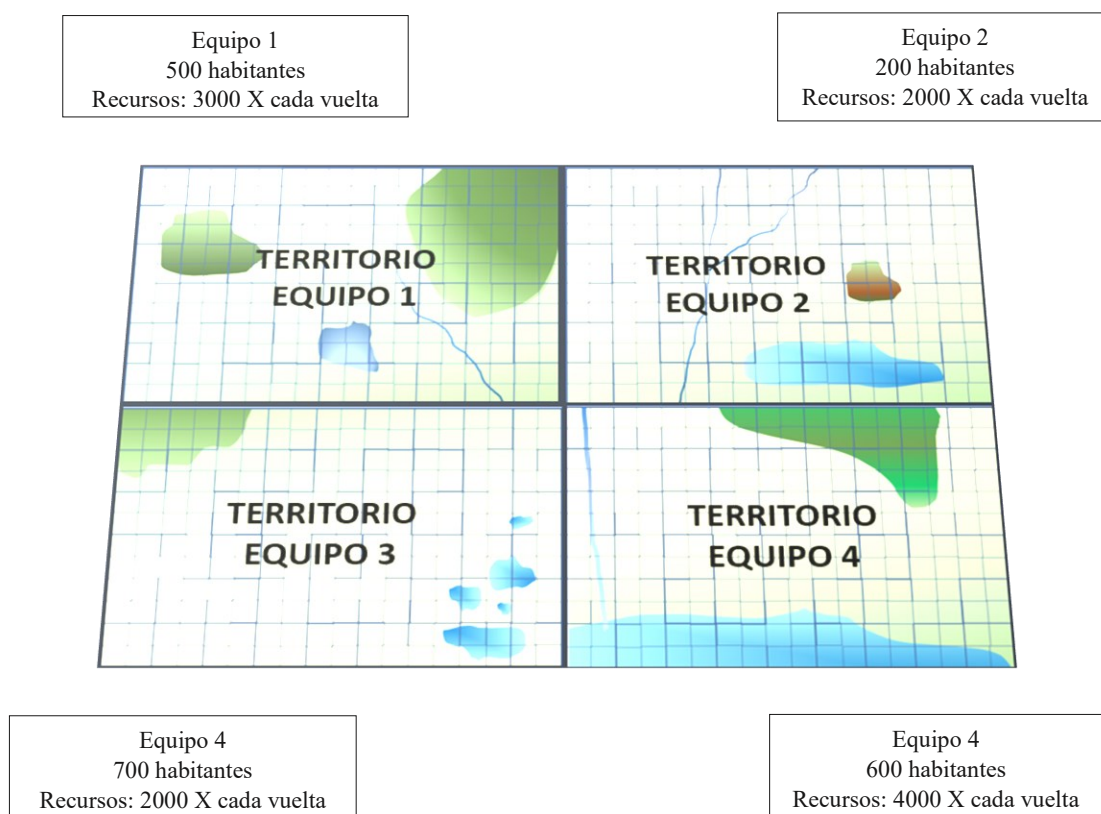 Equipo 1
500 habitantes
Recursos: 3000 X cada vuelta
Equipo 2
200 habitantes
Recursos: 2000 X cada vuelta
TERRITORIO
EQUIPO 1
TERRITORIO
EQUIPO 2
TERRITORIO
EQUIPO 3
TERRITORIO
EQUIPO 4
Equipo 4
700 habitantes
Recursos: 2000 X cada vuelta
Equipo 4
600 habitantes
Recursos: 4000 X cada vuelta